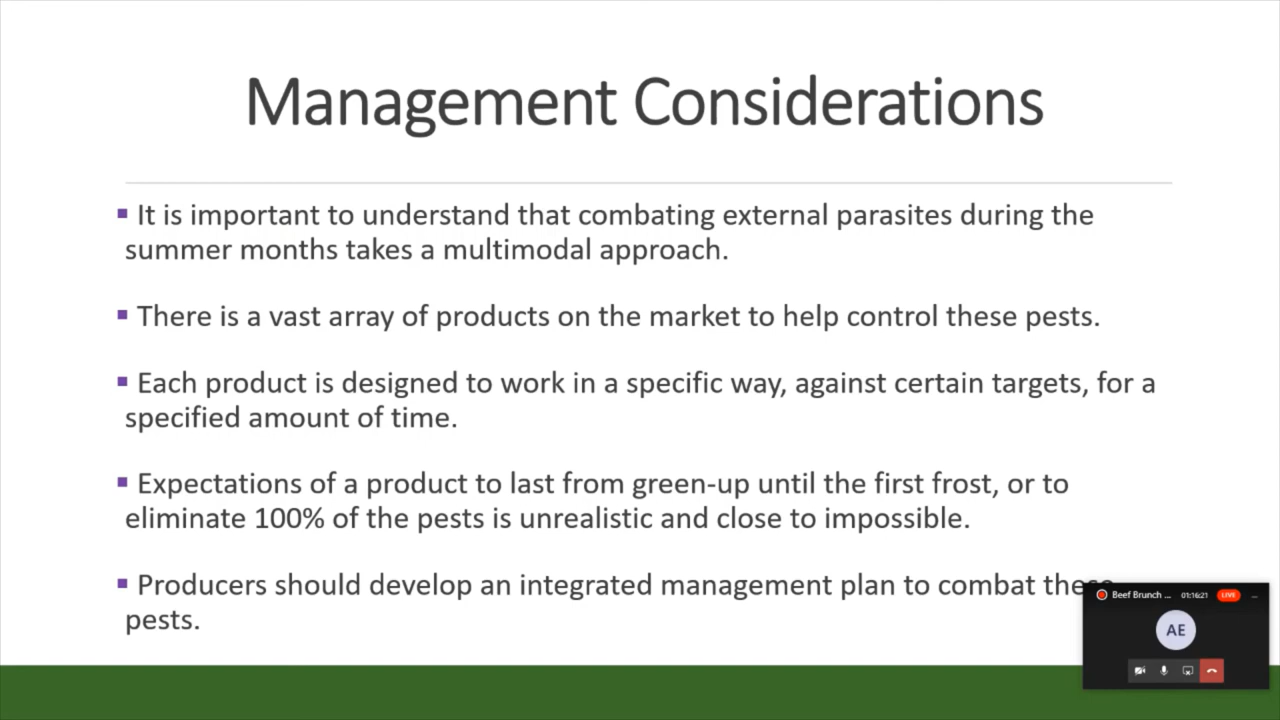 Management Considerations
▪ It is important to understand that combating external parasites during the
summer months takes a multimodal approach.
▪ There is a vast array of products on the market to help control these pests.
▪ Each product is designed to work in a specific way, against certain targets, for a
specified amount of time.
▪ Expectations of a product to last from green-up until the first frost, or to
eliminate 100% of the pests is unrealistic and close to impossible.
▪ Producers should develop an integrated management plan to combat these
pests.
Beef Brunch ... 01:16:21 LIVE ...
AE